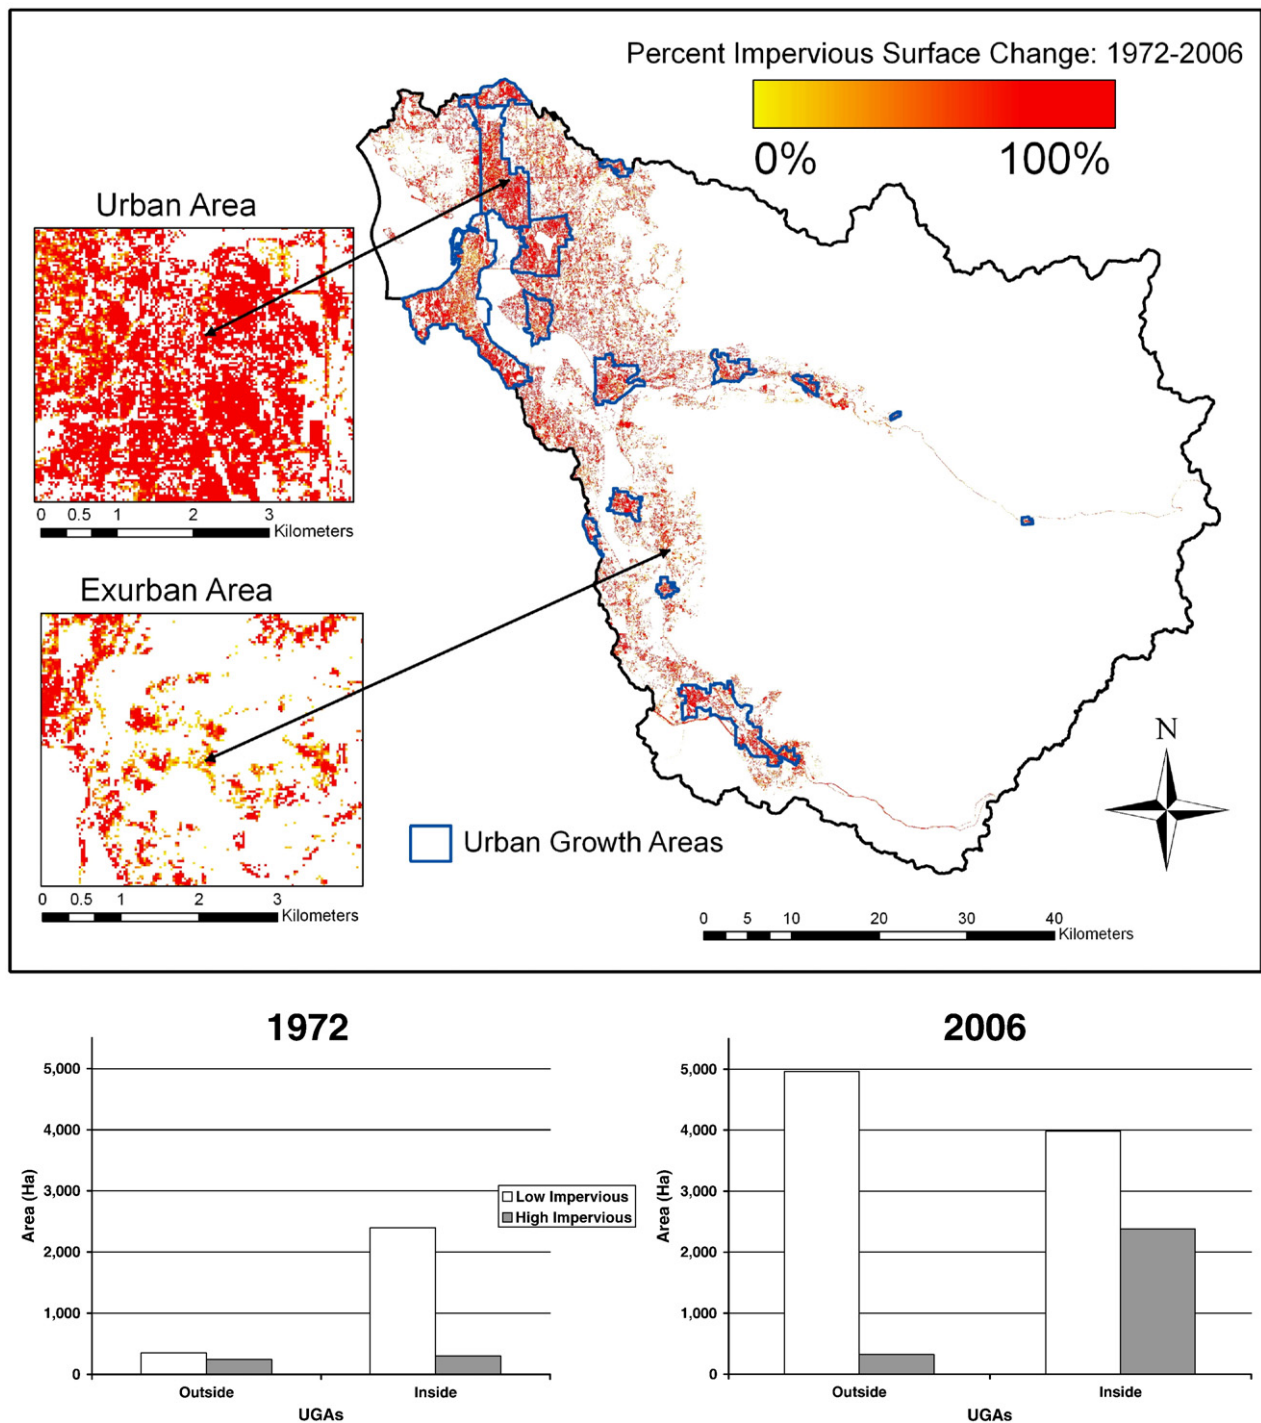 Percent Impervious Surface Change: 1972-2006
0% 100%
Urban Area
0 0.5 1 2 3
Kilometers
Exurban Area
0 0.5 1 2 3
Kilometers
N
Urban Growth Areas
0 5 10 20 30 40
Kilometers
1972
5,000
4,000
3,000
2,000
1,000
0
Area (Ha)
Outside Inside
UGAs
Low Impervious
High Impervious
2006
5,000
4,000
3,000
2,000
1,000
0
Area (Ha)
Outside Inside
UGAs